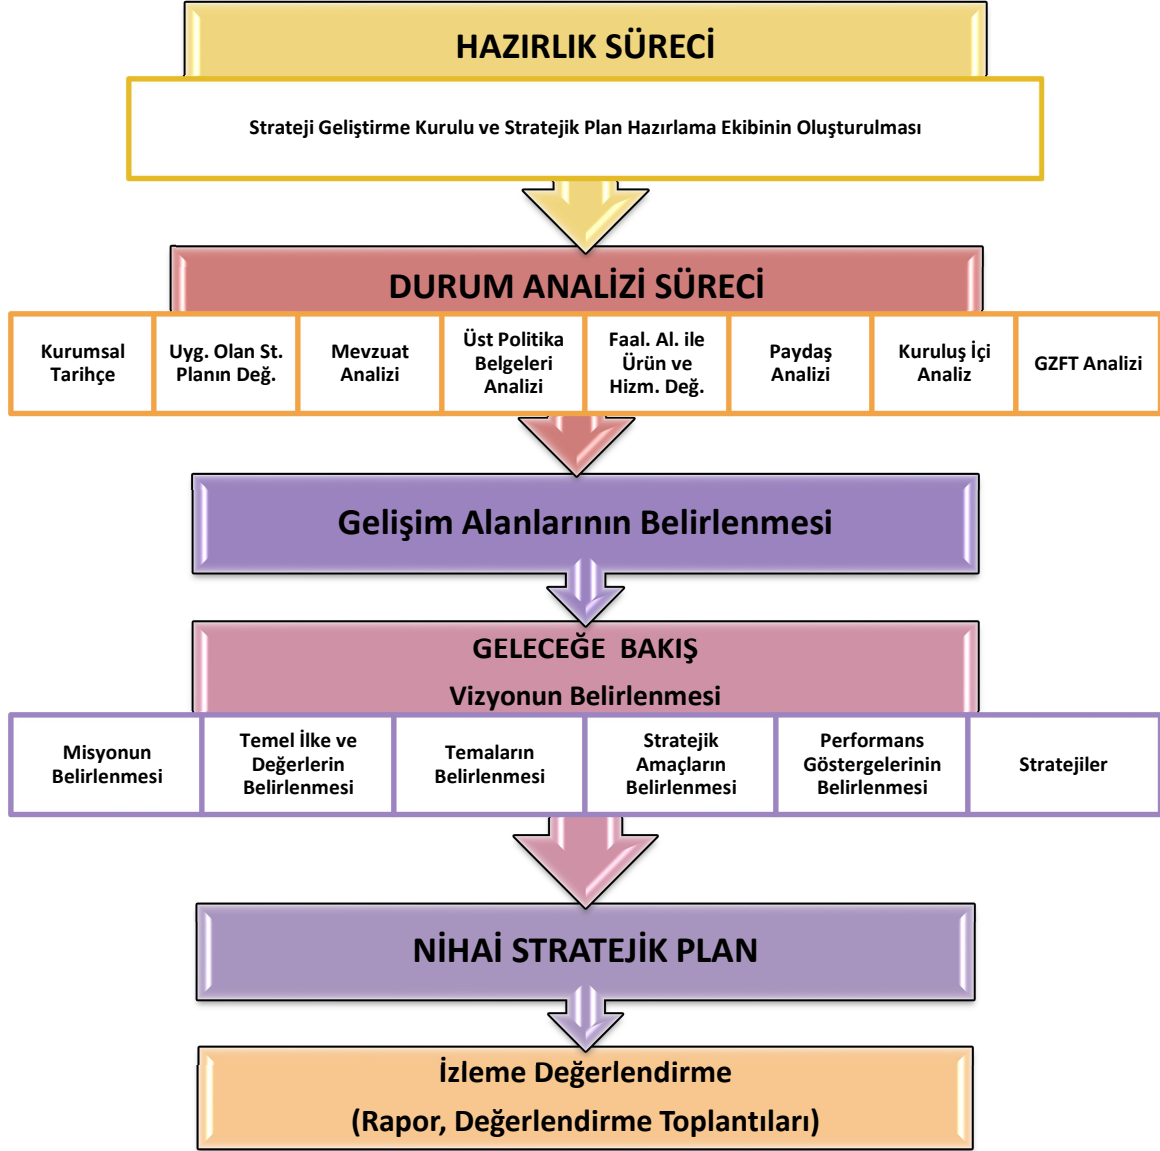 HAZIRLIK SÜRECİ
Strateji Geliştirme Kurulu ve Stratejik Plan Hazırlama Ekibinin Oluşturulması
DURUM ANALİZİ SÜRECİ
Kurumsal
Tarihçe
Uyg. Olan St.
Planın Değ.
Mevzuat
Analizi
Üst Politika
Belgeleri
Analizi
Faal. Al. ile
Ürün ve
Hizm. Değ.
Paydaş
Analizi
Kuruluş İçi
Analiz
GZFT Analizi
Gelişim Alanlarının Belirlenmesi
GELECEĞE BAKIŞ
Vizyonun Belirlenmesi
Misyonun
Belirlenmesi
Temel İlke ve
Değerlerin
Belirlenmesi
Temaların
Belirlenmesi
Stratejik
Amaçların
Belirlenmesi
Performans
Göstergelerinin
Belirlenmesi
Stratejiler
NİHAİ STRATEJİK PLAN
İzleme Değerlendirme
(Rapor, Değerlendirme Toplantıları)